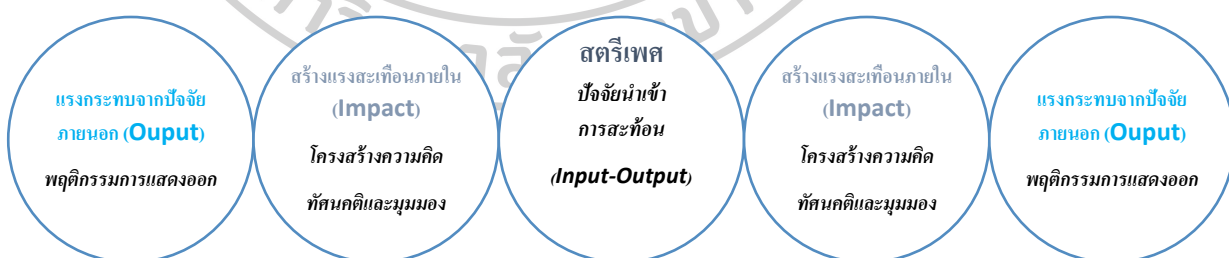 แรงกระทบจากปัจจัย
ภายนอก (Ouput)
พฤติกรรมการแสดงออก
สร้างแรงสะเทือนภายใน
(Impact)
โครงสร้างความคิด
ทัศนคติและมุมมอง
สตรีเพศ
ปัจจัยนำเข้า
การสะท้อน
(Input-Output)
สร้างแรงสะเทือนภายใน
(Impact)
โครงสร้างความคิด
ทัศนคติและมุมมอง
แรงกระทบจากปัจจัย
ภายนอก (Ouput)
พฤติกรรมการแสดงออก